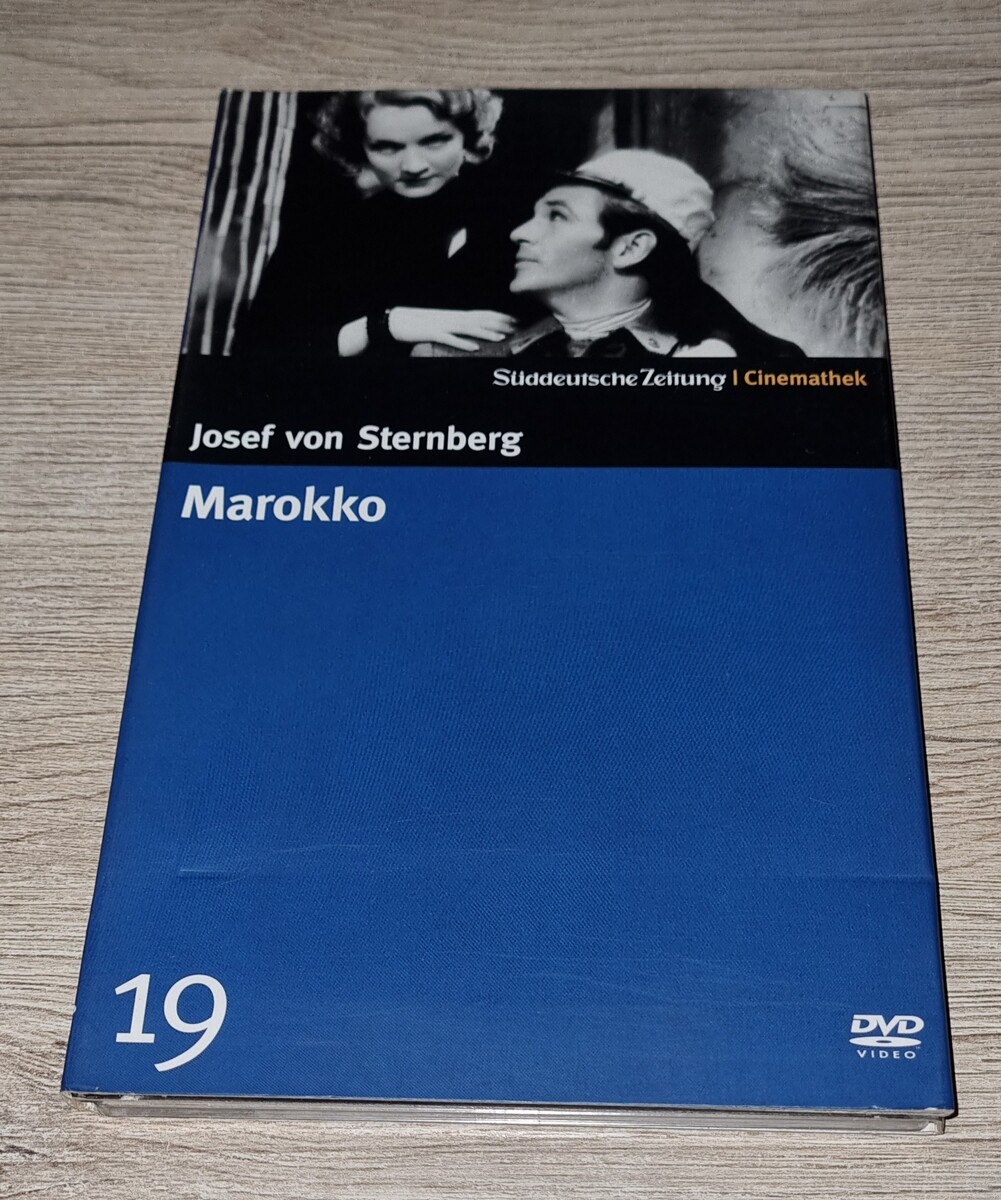 Süddeutsche Zeitung | Cinemathek
Josef von Sternberg
Marokko
19
DVD
VIDEO